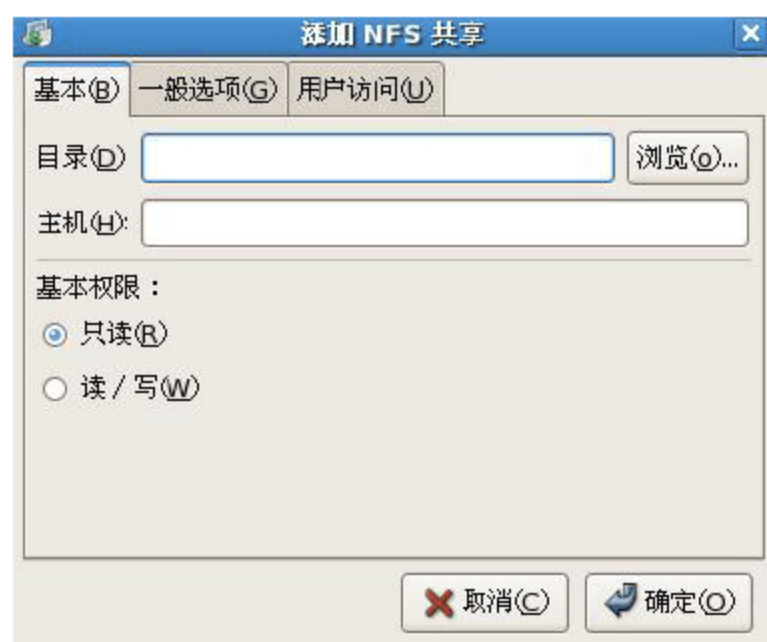 添加 NFS 共享
基本(B) 一般选项(G) 用户访问(U)
目录(D) 浏览(o)...
主机(H):
基本权限：
只读(R)
读 / 写(W)
取消(C) 确定(O)